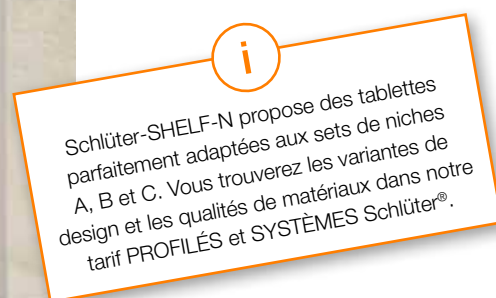 i
Schlüter-SHELF-N propose des tablettes
parfaitement adaptées aux sets de niches
A, B et C. Vous trouverez les variantes de
design et les qualités de matériaux dans notre
tarif PROFILÉS et SYSTÈMES Schlüter®.